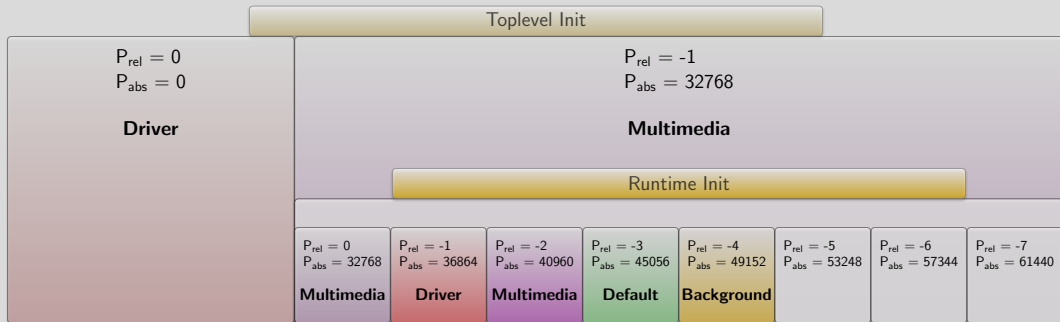 Toplevel Init
P_rel = 0
P_abs = 0
Driver
P_rel = -1
P_abs = 32768
Multimedia
Runtime Init
P_rel = 0
P_abs = 32768
Multimedia
P_rel = -1
P_abs = 36864
Driver
P_rel = -2
P_abs = 40960
Multimedia
P_rel = -3
P_abs = 45056
Default
P_rel = -4
P_abs = 49152
Background
P_rel = -5
P_abs = 53248
P_rel = -6
P_abs = 57344
P_rel = -7
P_abs = 61440